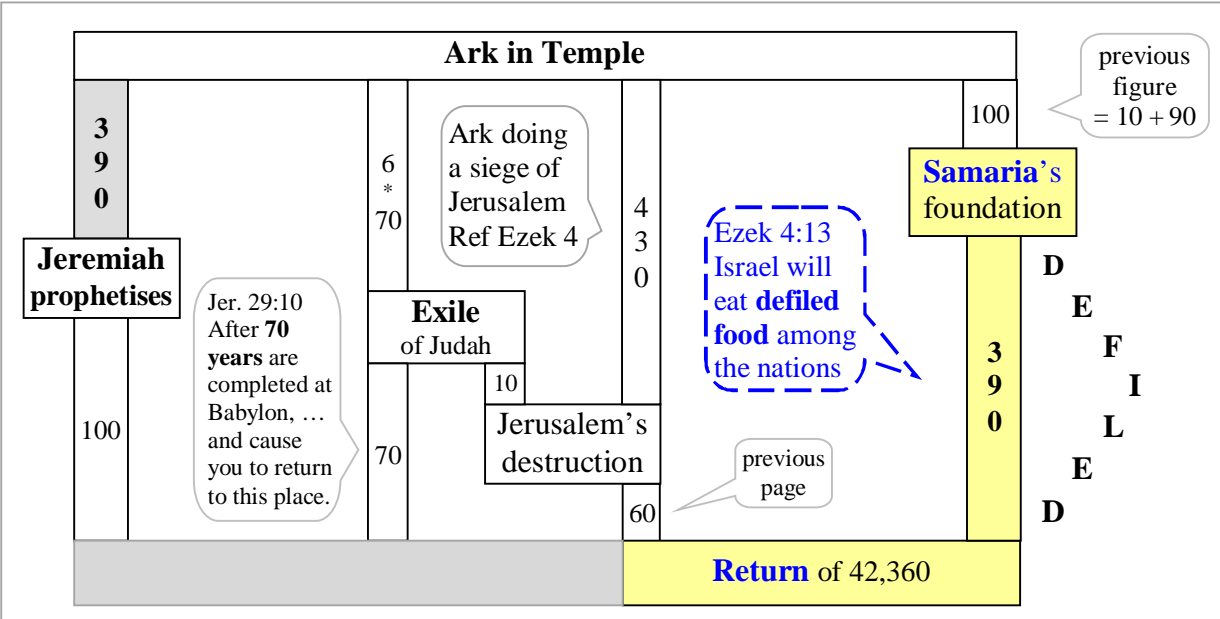 Ark in Temple
previous
figure
= 10 + 90
3
9
0
6
*
70
Ark doing
a siege of
Jerusalem
Ref Ezek 4
4
3
0
100
Samaria's
foundation
Jeremiah
prophetises
Jer. 29:10
After 70
years are
completed at
Babylon, …
and cause
you to return
to this place.
Exile
of Judah
Ezek 4:13
Israel will
eat defiled
food among
the nations
D
E
F
I
L
E
D
3
9
0
100
70
10
Jerusalem's
destruction
previous
page
60
Return of 42,360